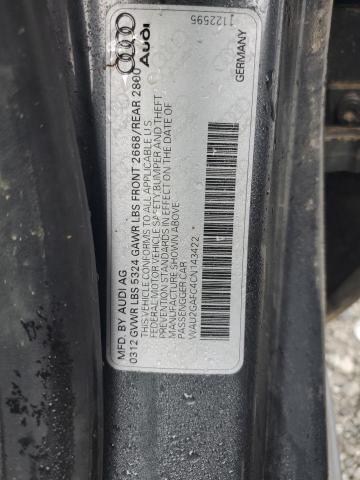 Audi
J122595
GERMANY
MFD. BY AUDI AG
0312 GVWR LBS 5324 GAWR LBS FRONT 2668/REAR 2800
THIS VEHICLE CONFORMS TO ALL APPLICABLE U S
FEDERAL MOTOR VEHICLE SAFETY, BUMPER AND THEFT
PREVENTION STANDARDS IN EFFECT ON THE DATE OF
MANUFACTURE SHOWN ABOVE.
PASSENGER CAR
WAU2GAFC4CN143422